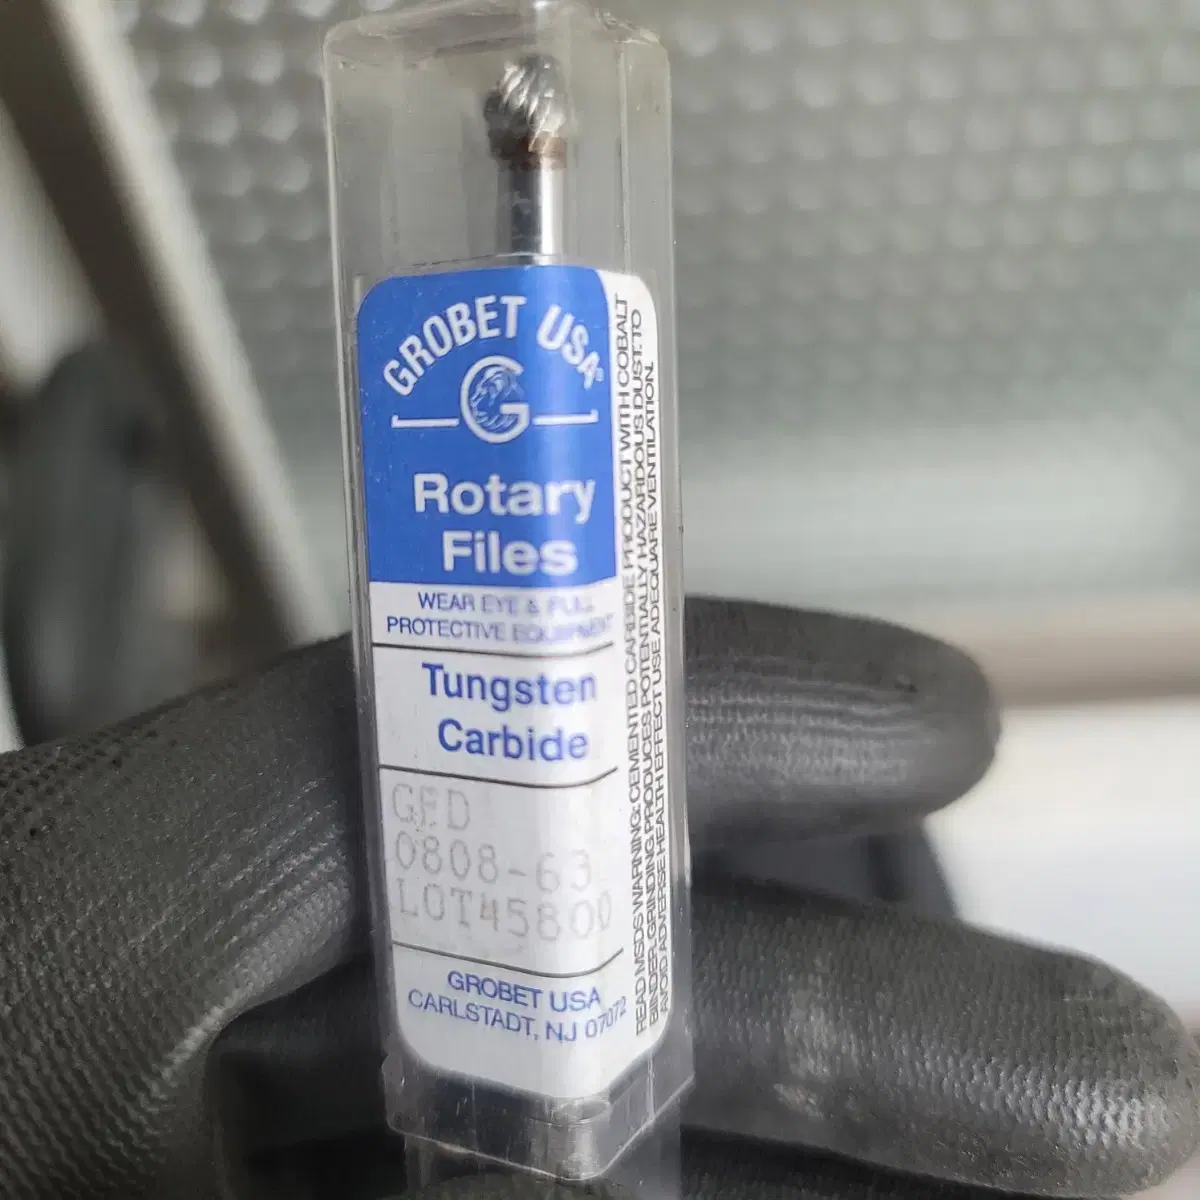 GROBET USA®
G
Rotary
Files
WEAR EYE & FULL
PROTECTIVE EQUIPMENT
Tungsten
Carbide
GED
0808-63
LOT45800
GROBET USA
CARLSTADT, NJ 07072
READ MSDS WARNING: CEMENTED CARBIDE PRODUCT WITH COBALT
BINDER. GRINDING PRODUCES POTENTIALLY HAZARDOUS DUST. TO
AVOID ADVERSE HEALTH EFFECT USE ADEQUARE VENTILATION.